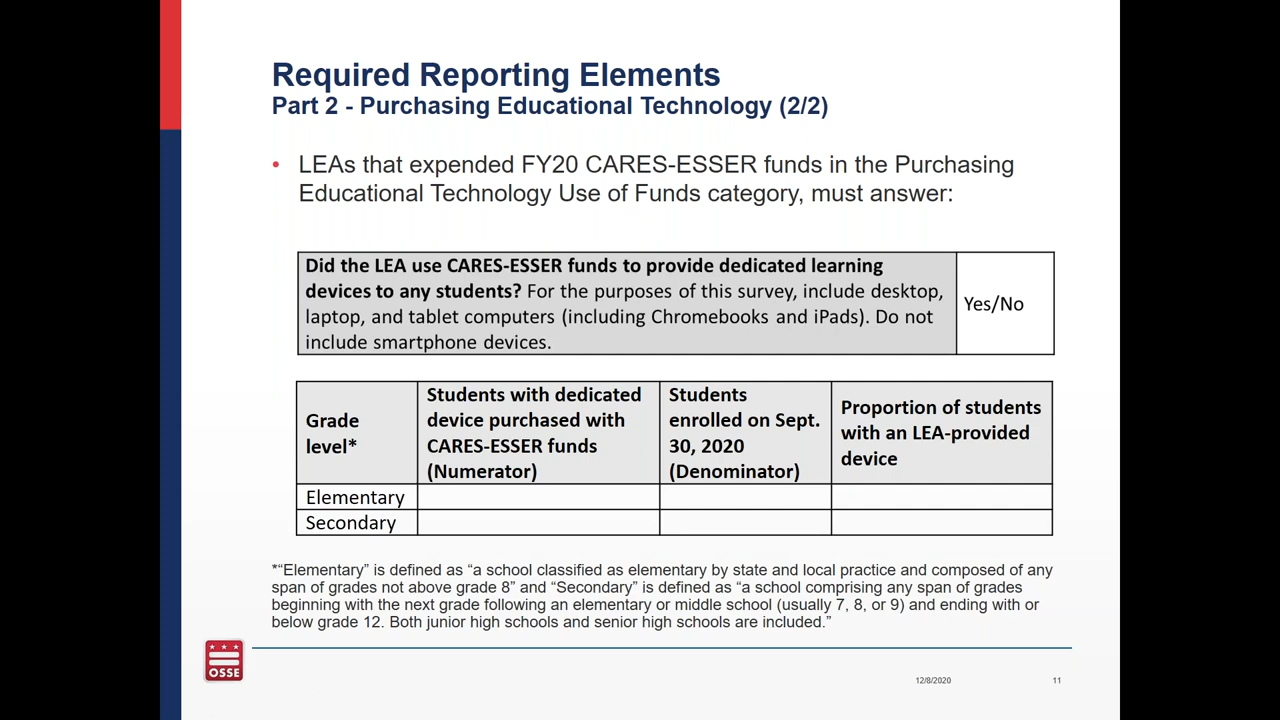 Required Reporting Elements
Part 2 - Purchasing Educational Technology (2/2)
• LEAs that expended FY20 CARES-ESSER funds in the Purchasing
Educational Technology Use of Funds category, must answer:
Did the LEA use CARES-ESSER funds to provide dedicated learning
devices to any students? For the purposes of this survey, include desktop,
laptop, and tablet computers (including Chromebooks and iPads). Do not
include smartphone devices.
Yes/No
Grade
level*
Students with dedicated
device purchased with
CARES-ESSER funds
(Numerator)
Students
enrolled on Sept.
30, 2020
(Denominator)
Proportion of students
with an LEA-provided
device
Elementary
Secondary
*“Elementary” is defined as “a school classified as elementary by state and local practice and composed of any
span of grades not above grade 8” and “Secondary” is defined as “a school comprising any span of grades
beginning with the next grade following an elementary or middle school (usually 7, 8, or 9) and ending with or
below grade 12. Both junior high schools and senior high schools are included.”
OSSE
12/8/2020
11